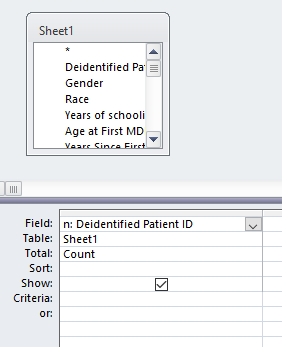 Sheet1
*
Deidentified Pat
Gender
Race
Years of schooli
Age at First MD
Years Since First
Field: n: Deidentified Patient ID
Table: Sheet1
Total: Count
Sort:
Show:
Criteria:
or: